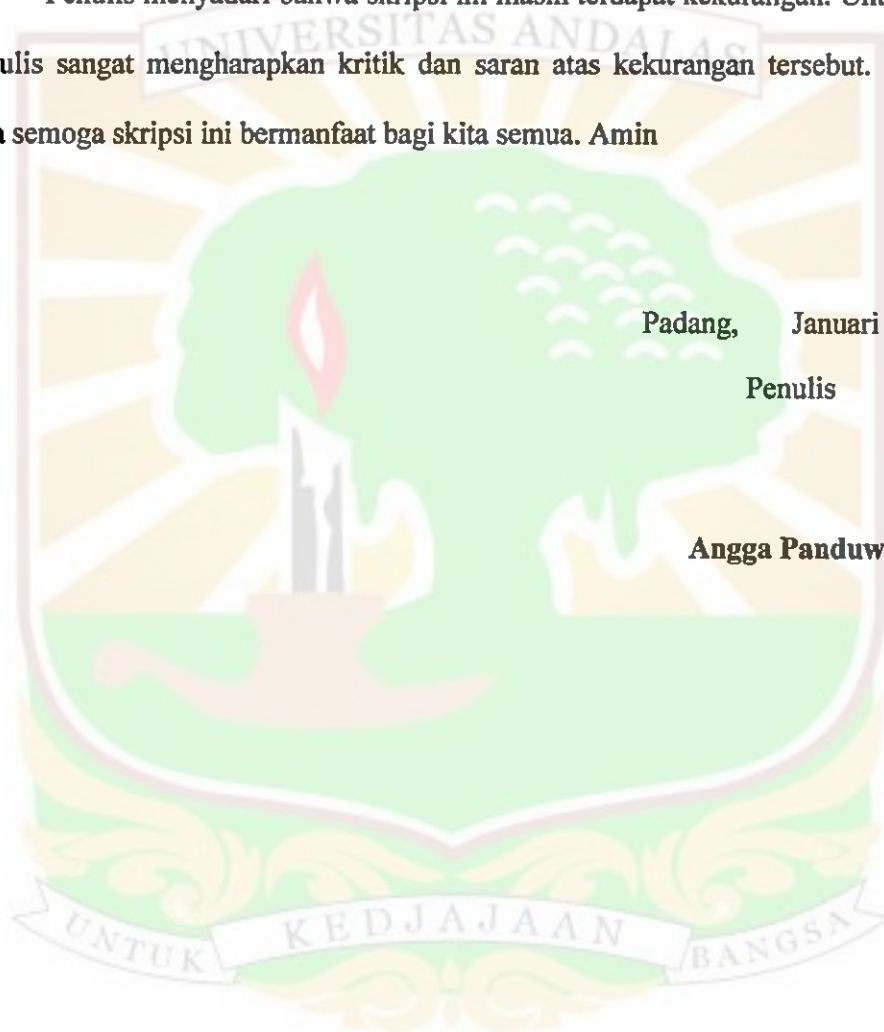 Penulis menyadari bahwa skripsi ini masih terdapat kekurangan.
UNIVERSITAS ANDALAS
ulis sangat mengharapkan kritik dan saran atas kekurangan tersebut.
semoga skripsi ini bermanfaat bagi kita semua. Amin
Padang, Januari
Penulis
Angga Panduw
UNTUK KEDJAJAAN BANGSA